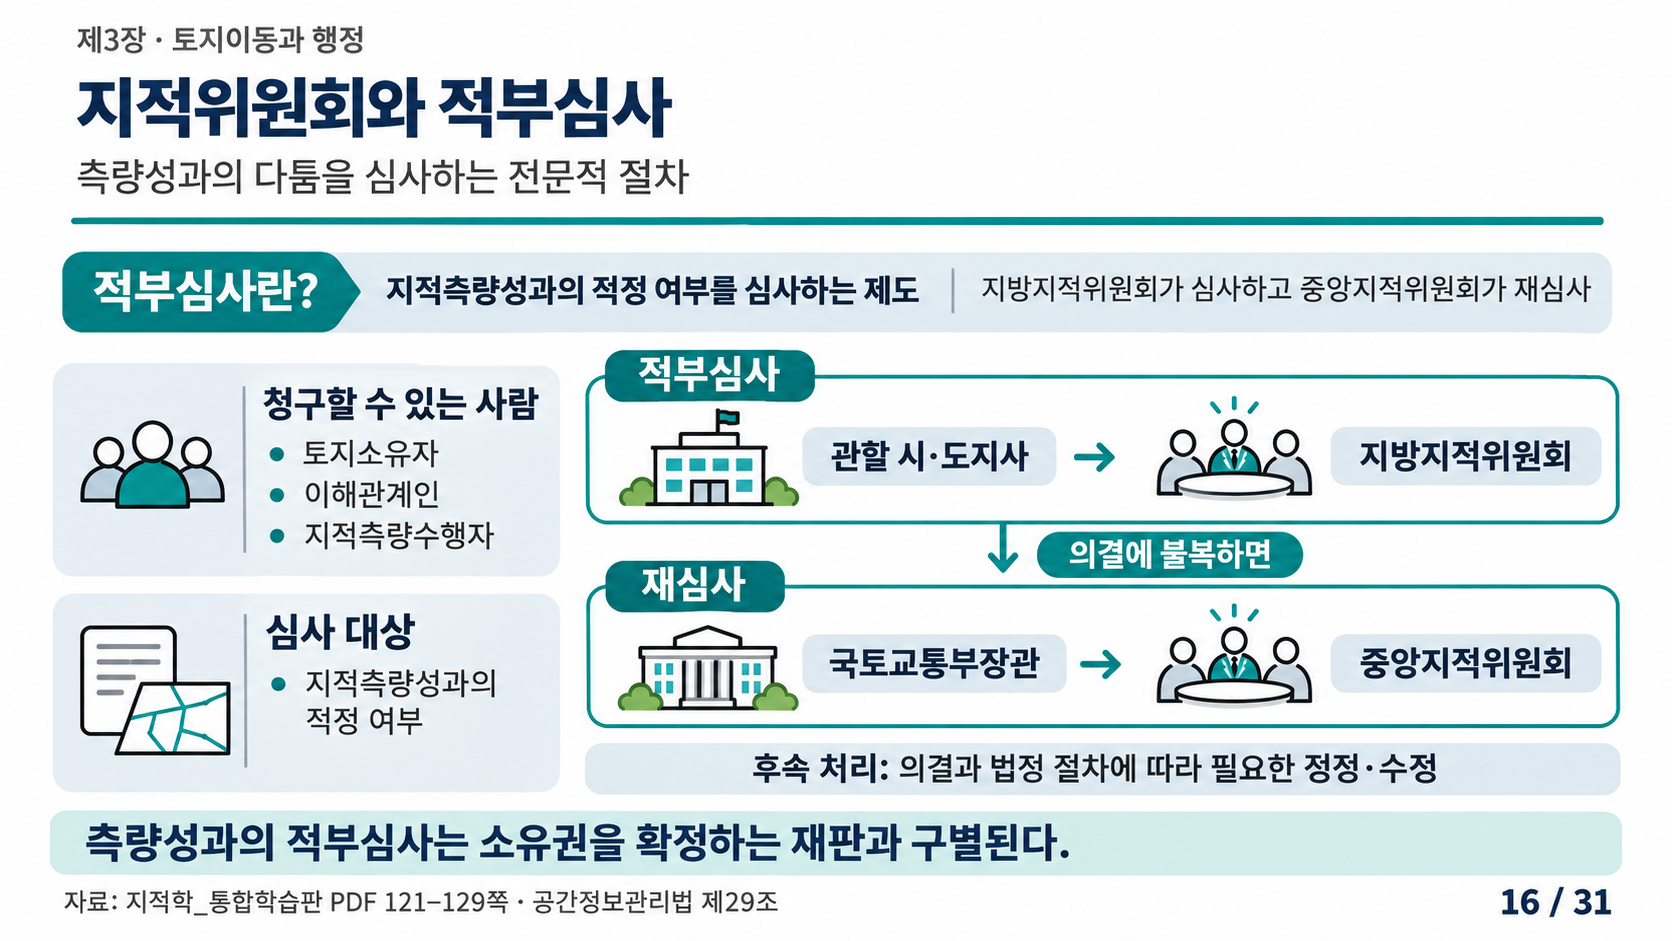 제3장 · 토지이동과 행정
지적위원회와 적부심사
측량성과의 다툼을 심사하는 전문적 절차
적부심사란?
지적측량성과의 적정 여부를 심사하는 제도
지방지적위원회가 심사하고 중앙지적위원회가 재심사
청구할 수 있는 사람
토지소유자
이해관계인
지적측량수행자
심사 대상
지적측량성과의
적정 여부
적부심사
관할 시·도지사
지방지적위원회
의결에 불복하면
재심사
국토교통부장관
중앙지적위원회
후속 처리: 의결과 법정 절차에 따라 필요한 정정·수정
측량성과의 적부심사는 소유권을 확정하는 재판과 구별된다.
자료: 지적학_통합학습판 PDF 121–129쪽 · 공간정보관리법 제29조
16 / 31